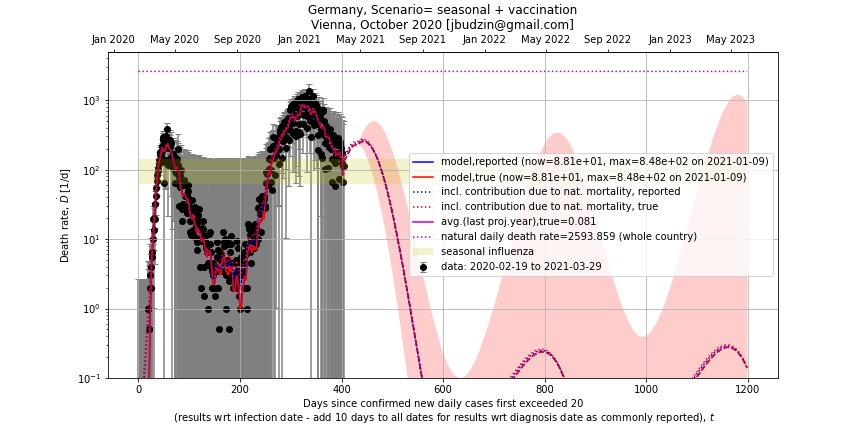 Germany, Scenario= seasonal + vaccination
Vienna, October 2020 [jbudzin@gmail.com]
Jan 2020 May 2020 Sep 2020 Jan 2021 May 2021 Sep 2021 Jan 2022 May 2022 Sep 2022 Jan 2023 May 2023
10³
10²
10¹
10⁰
10⁻¹
Death rate, D [1/d]
model,reported (now=8.81e+01, max=8.48e+02 on 2021-01-09)
model,true (now=8.81e+01, max=8.48e+02 on 2021-01-09)
incl. contribution due to nat. mortality, reported
incl. contribution due to nat. mortality, true
avg.(last proj.year),true=0.081
natural daily death rate=2593.859 (whole country)
seasonal influenza
data: 2020-02-19 to 2021-03-29
0 200 400 600 800 1000 1200
Days since confirmed new daily cases first exceeded 20
(results wrt infection date - add 10 days to all dates for results wrt diagnosis date as commonly reported), t